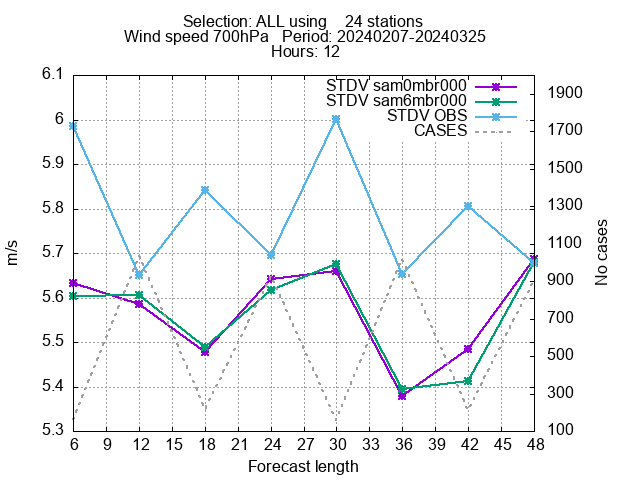 Selection: ALL using    24 stations
Wind speed 700hPa   Period: 20240207-20240325
Hours: 12
STDV sam0mbr000
STDV sam6mbr000
STDV OBS
CASES
6.1
6
5.9
5.8
5.7
5.6
5.5
5.4
5.3
m/s
1900
1700
1500
1300
1100
900
700
500
300
100
No cases
6 9 12 15 18 21 24 27 30 33 36 39 42 45 48
Forecast length